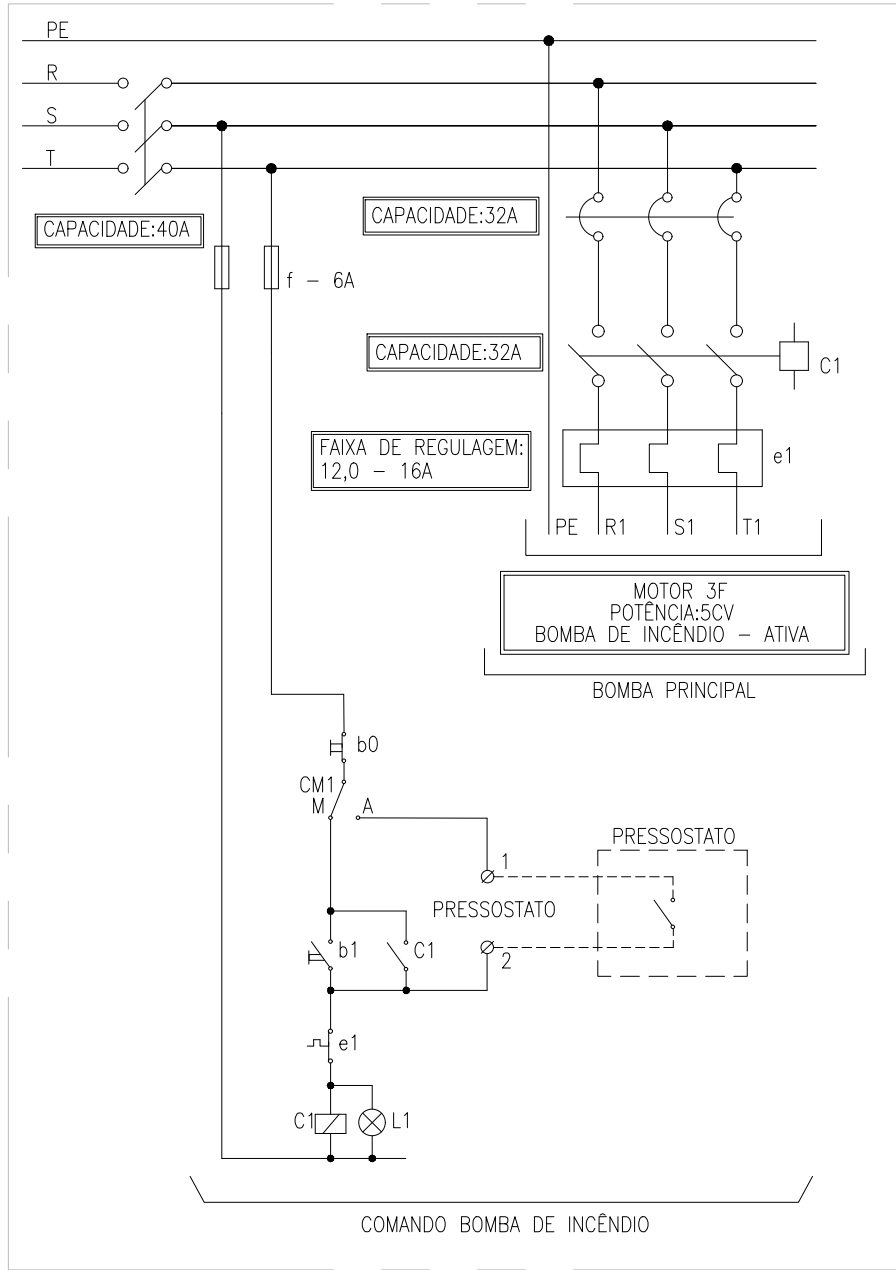 PE
R
S
T
CAPACIDADE:40A
CAPACIDADE:32A
f - 6A
CAPACIDADE:32A
C1
FAIXA DE REGULAGEM:
12,0 - 16A
e1
PE
R1
S1
T1
MOTOR 3F
POTÊNCIA:5CV
BOMBA DE INCÊNDIO - ATIVA
BOMBA PRINCIPAL
b0
CM1
M
A
PRESSOSTATO
1
PRESSOSTATO
b1
C1
2
e1
C1
L1
COMANDO BOMBA DE INCÊNDIO